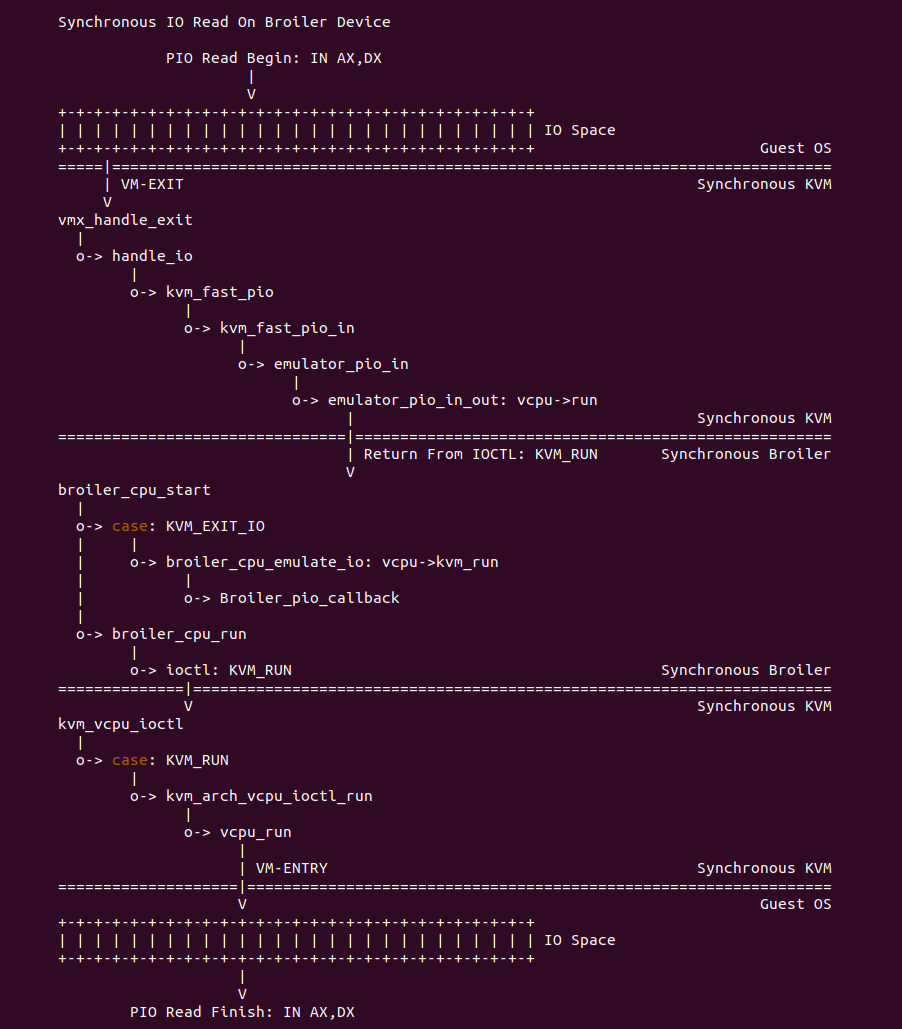 Synchronous IO Read On Broiler Device
PIO Read Begin: IN AX,DX
|
V
+-+-+-+-+-+-+-+-+-+-+-+-+-+-+-+-+-+-+-+-+-+-+-+-+-+-+
| | | | | | | | | | | | | | | | | | | | | | | | | | | IO Space
+-+-+-+-+-+-+-+-+-+-+-+-+-+-+-+-+-+-+-+-+-+-+-+-+-+-+ Guest OS
=====|================================================================================
| VM-EXIT Synchronous KVM
V
vmx_handle_exit
|
o-> handle_io
|
o-> kvm_fast_pio
|
o-> kvm_fast_pio_in
|
o-> emulator_pio_in
|
o-> emulator_pio_in_out: vcpu->run
| Synchronous KVM
================================|=====================================================
| Return From IOCTL: KVM_RUN Synchronous Broiler
V
broiler_cpu_start
|
o-> case: KVM_EXIT_IO
| |
| o-> broiler_cpu_emulate_io: vcpu->kvm_run
| |
| o-> Broiler_pio_callback
|
o-> broiler_cpu_run
|
o-> ioctl: KVM_RUN Synchronous Broiler
==============|=======================================================================
V Synchronous KVM
kvm_vcpu_ioctl
|
o-> case: KVM_RUN
|
o-> kvm_arch_vcpu_ioctl_run
|
o-> vcpu_run
|
| VM-ENTRY Synchronous KVM
====================|=================================================================
V Guest OS
+-+-+-+-+-+-+-+-+-+-+-+-+-+-+-+-+-+-+-+-+-+-+-+-+-+-+
| | | | | | | | | | | | | | | | | | | | | | | | | | | IO Space
+-+-+-+-+-+-+-+-+-+-+-+-+-+-+-+-+-+-+-+-+-+-+-+-+-+-+
|
V
PIO Read Finish: IN AX,DX